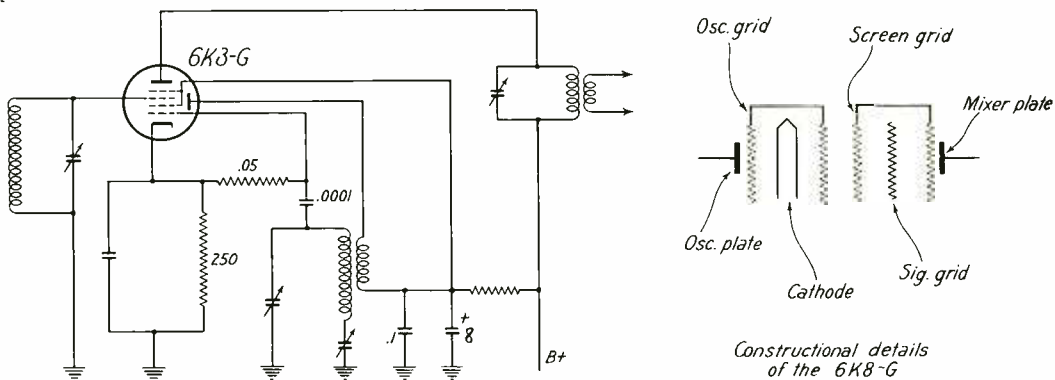 6K8-G
.05
.0001
250
.1
+
8
B+
Osc. grid
Screen grid
Mixer plate
Osc. plate
Cathode
Sig. grid
Constructional details
of the 6K8-G